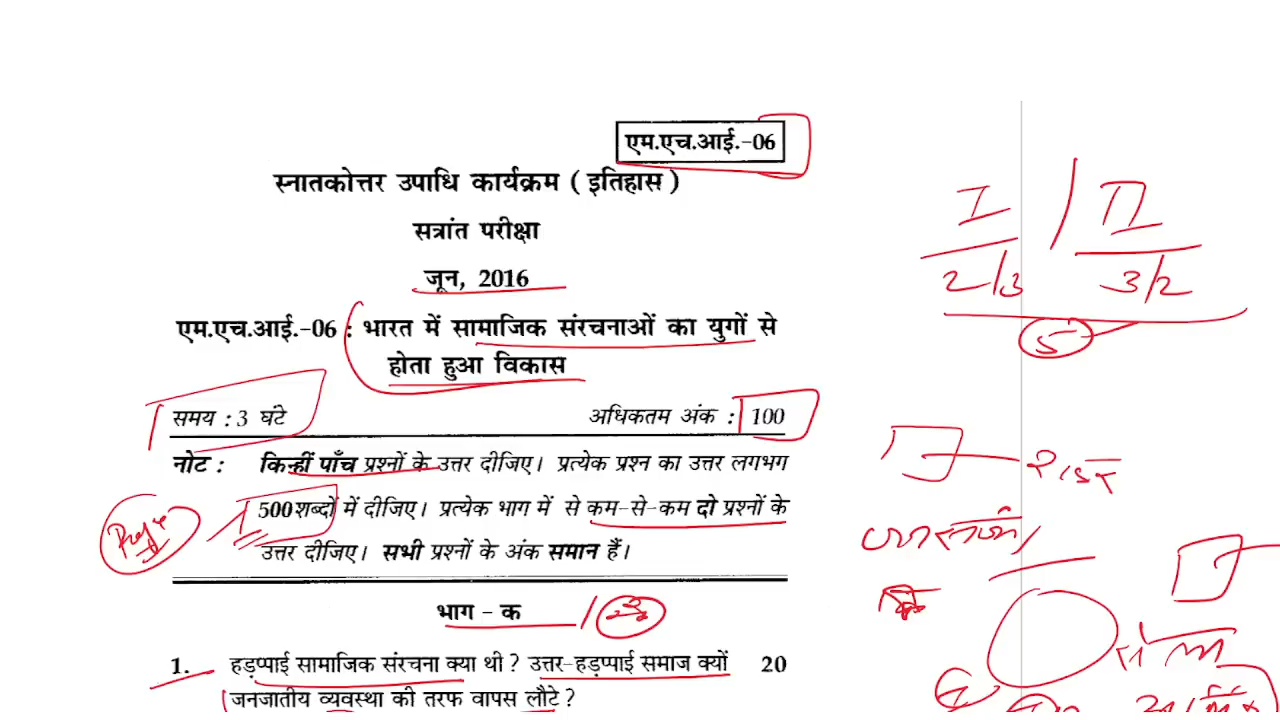 एम.एच.आई.-06
स्नातकोत्तर उपाधि कार्यक्रम ( इतिहास )
सत्रांत परीक्षा
जून, 2016
एम.एच.आई.-06 : भारत में सामाजिक संरचनाओं का युगों से
होता हुआ विकास
समय : 3 घंटे अधिकतम अंक : 100
नोट : किन्हीं पाँच प्रश्नों के उत्तर दीजिए। प्रत्येक प्रश्न का उत्तर लगभग
500 शब्दों में दीजिए। प्रत्येक भाग में से कम-से-कम दो प्रश्नों के
उत्तर दीजिए। सभी प्रश्नों के अंक समान हैं।
भाग - क
1. हड़प्पाई सामाजिक संरचना क्या थी ? उत्तर-हड़प्पाई समाज क्यों 20
जनजातीय व्यवस्था की तरफ वापस लौटे ?
I / II
2/3 3/2
5